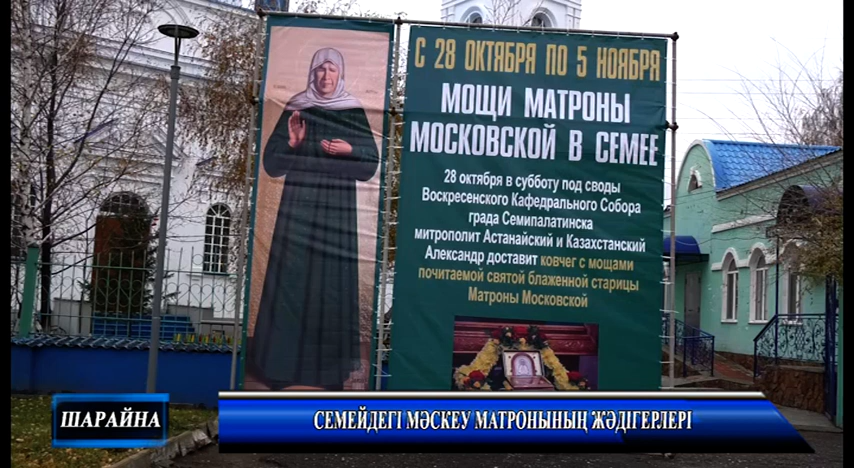 С 28 ОКТЯБРЯ ПО 5 НОЯБРЯ
МОЩИ МАТРОНЫ
МОСКОВСКОЙ В СЕМЕЕ
28 октября в субботу под своды
Воскресенского Кафедрального Собора
града Семипалатинска
митрополит Астанайский и Казахстанский
Александр доставит ковчег с мощами
почитаемой святой блаженной старицы
Матроны Московской
ШАРАЙНА
СЕМЕЙДЕГІ МӘСКЕУ МАТРОНЫНЫҢ ЖӘДІГЕРЛЕРІ